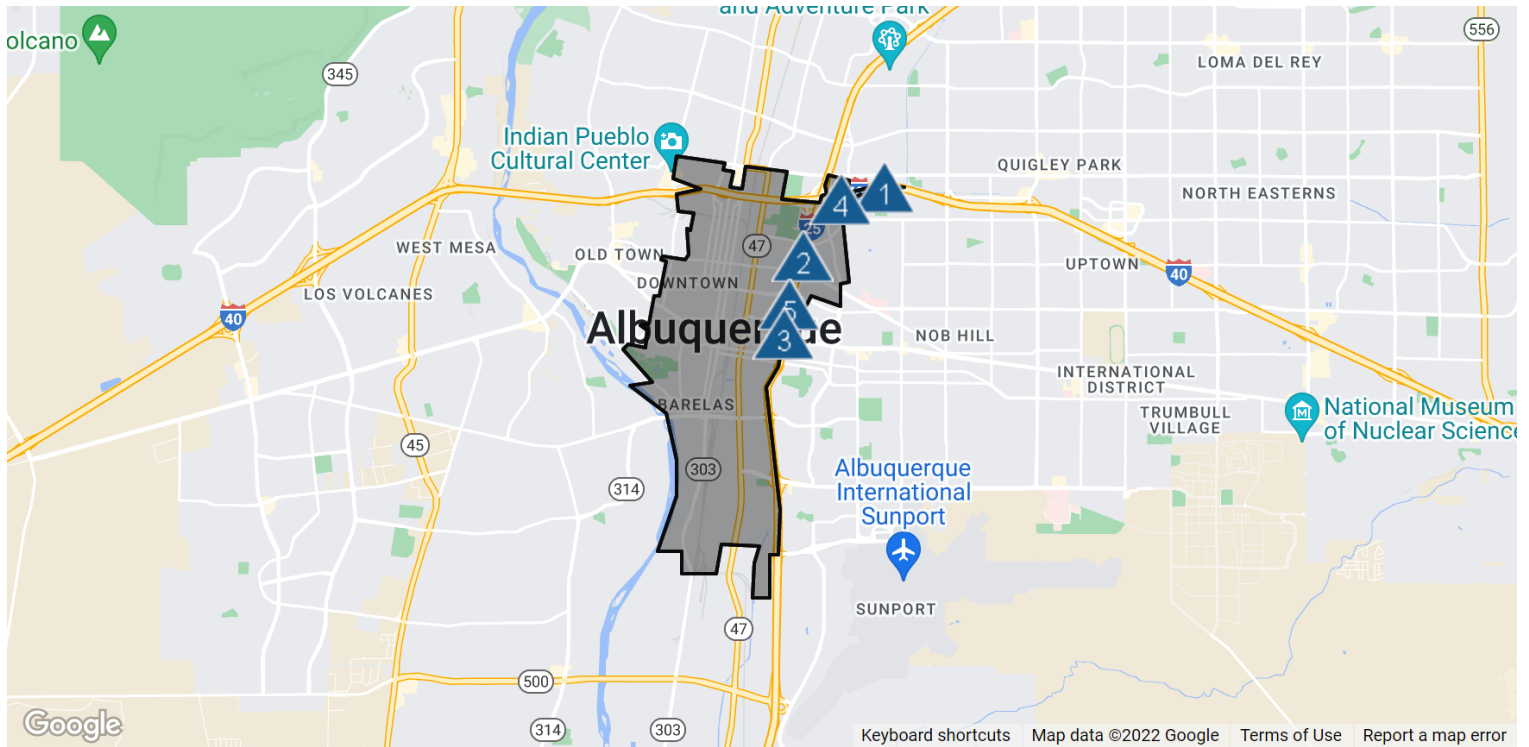 and Adventure Park
olcano
556
345
LOMA DEL REY
Indian Pueblo
Cultural Center
QUIGLEY PARK
NORTH EASTERNS
1
4
25
47
WEST MESA
OLD TOWN
2
UPTOWN
40
DOWNTOWN
LOS VOLCANES
40
5
Albuquerque
3
NOB HILL
INTERNATIONAL
DISTRICT
BARELAS
TRUMBULL
VILLAGE
National Museum
of Nuclear Science
45
303
314
Albuquerque
International
Sunport
SUNPORT
47
500
314
303
Google
Keyboard shortcuts Map data ©2022 Google Terms of Use Report a map error